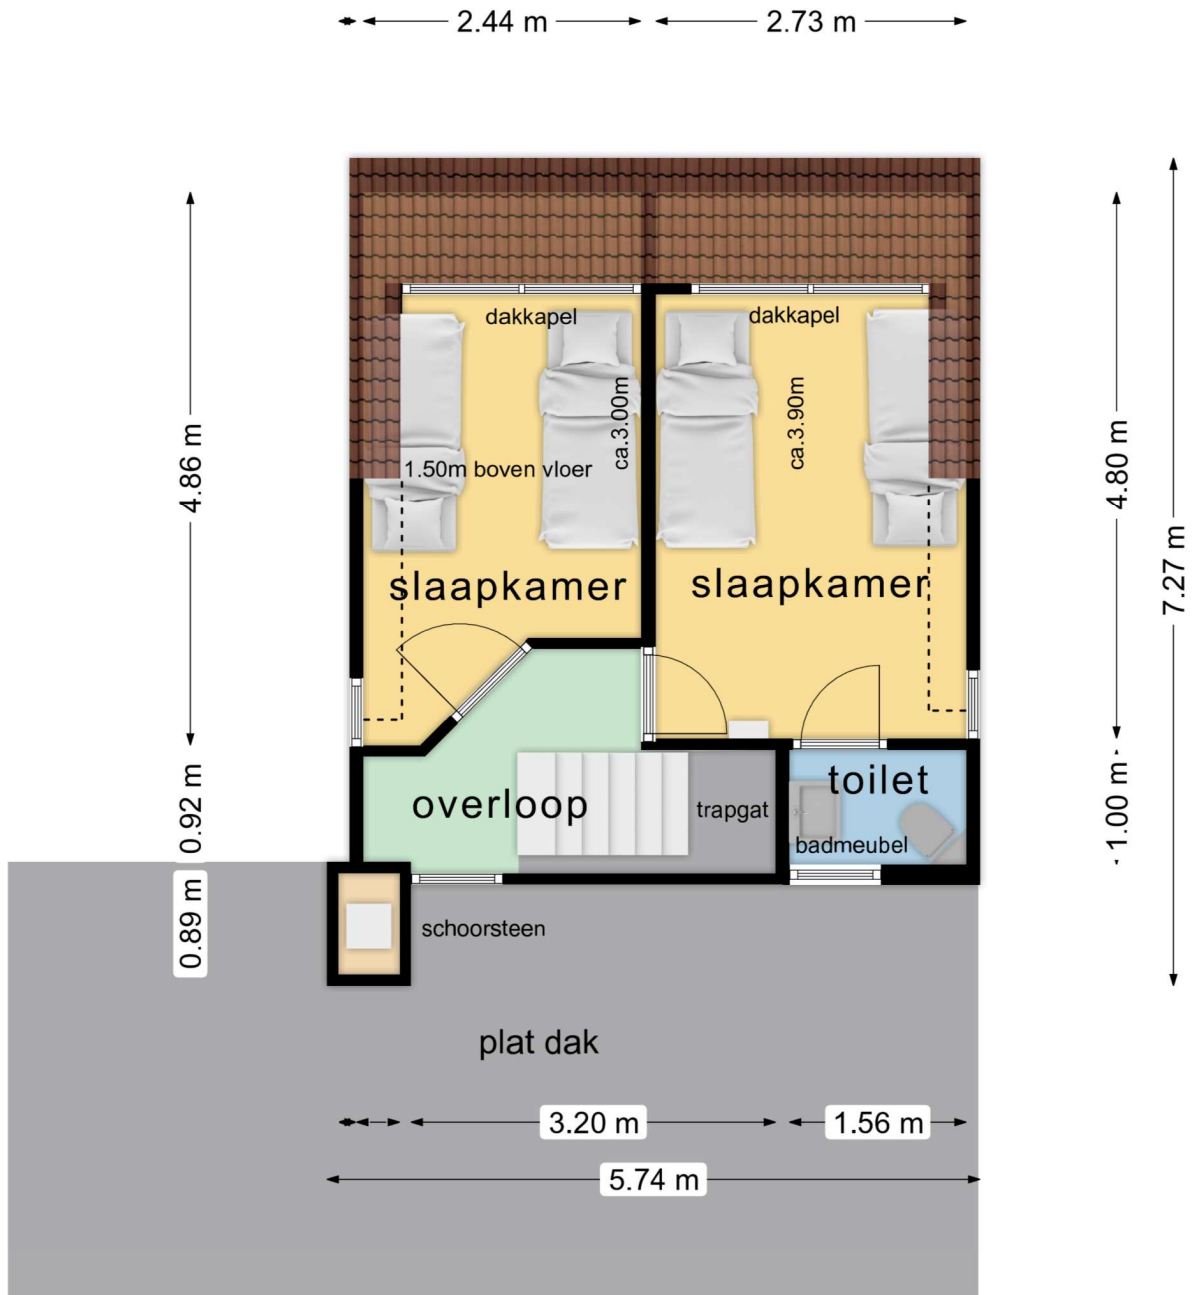 2.44 m
2.73 m
dakkapel
dakkapel
ca.3.00m
ca.3.90m
4.86 m
1.50m boven vloer
4.80 m
7.27 m
slaapkamer
slaapkamer
0.92 m
overloop
trapgat
toilet
badmeubel
1.00 m
0.89 m
schoorsteen
plat dak
3.20 m
1.56 m
5.74 m